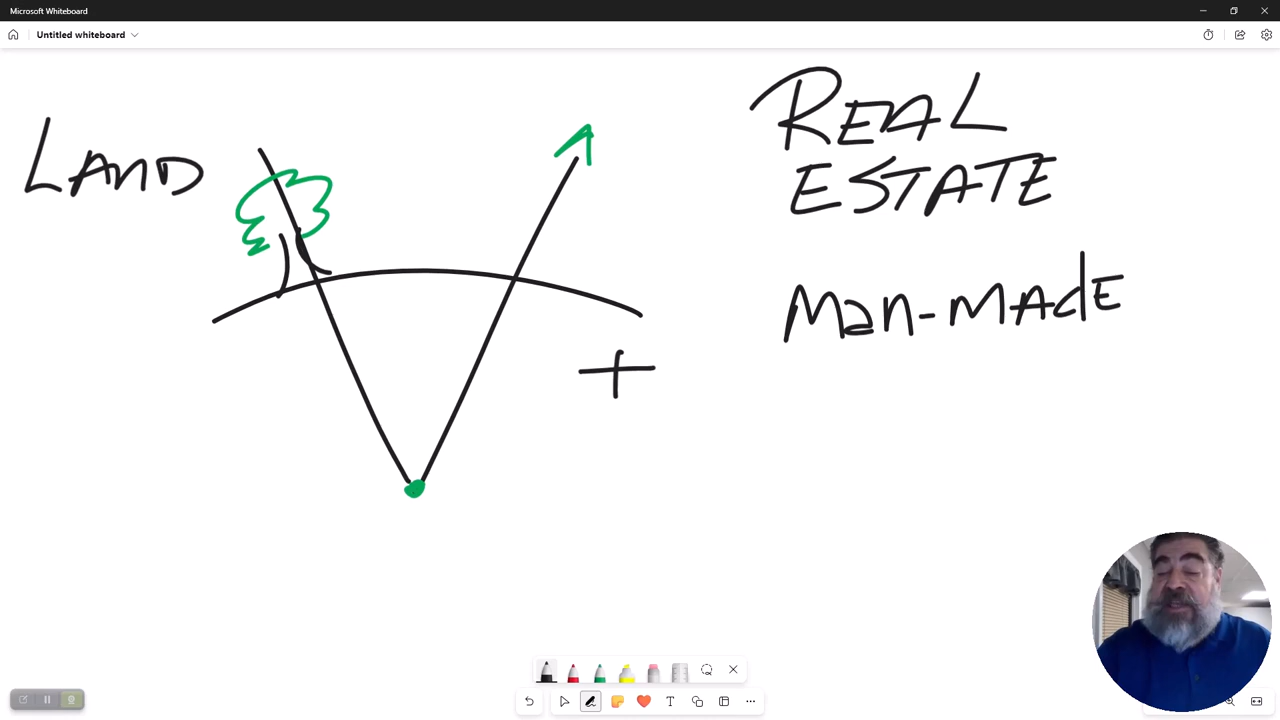 Microsoft Whiteboard
Untitled whiteboard
LAND
REAL
ESTATE
Man-MAdE